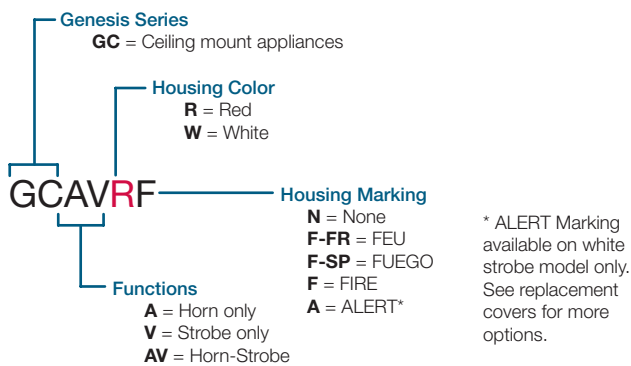 Genesis Series
GC = Ceiling mount appliances
Housing Color
R = Red
W = White
GCAVRF
Housing Marking
N = None
F-FR = FEU
F-SP = FUEGO
F = FIRE
A = ALERT*
* ALERT Marking
available on white
strobe model only.
See replacement
covers for more
options.
Functions
A = Horn only
V = Strobe only
AV = Horn-Strobe